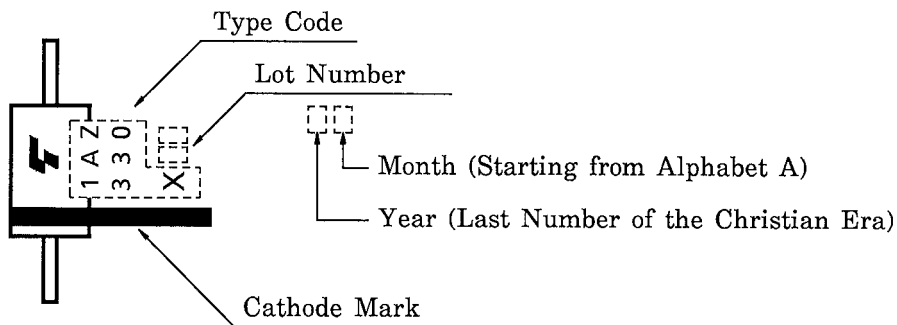 Type Code
Lot Number
1AZ
330
X
Month (Starting from Alphabet A)
Year (Last Number of the Christian Era)
Cathode Mark